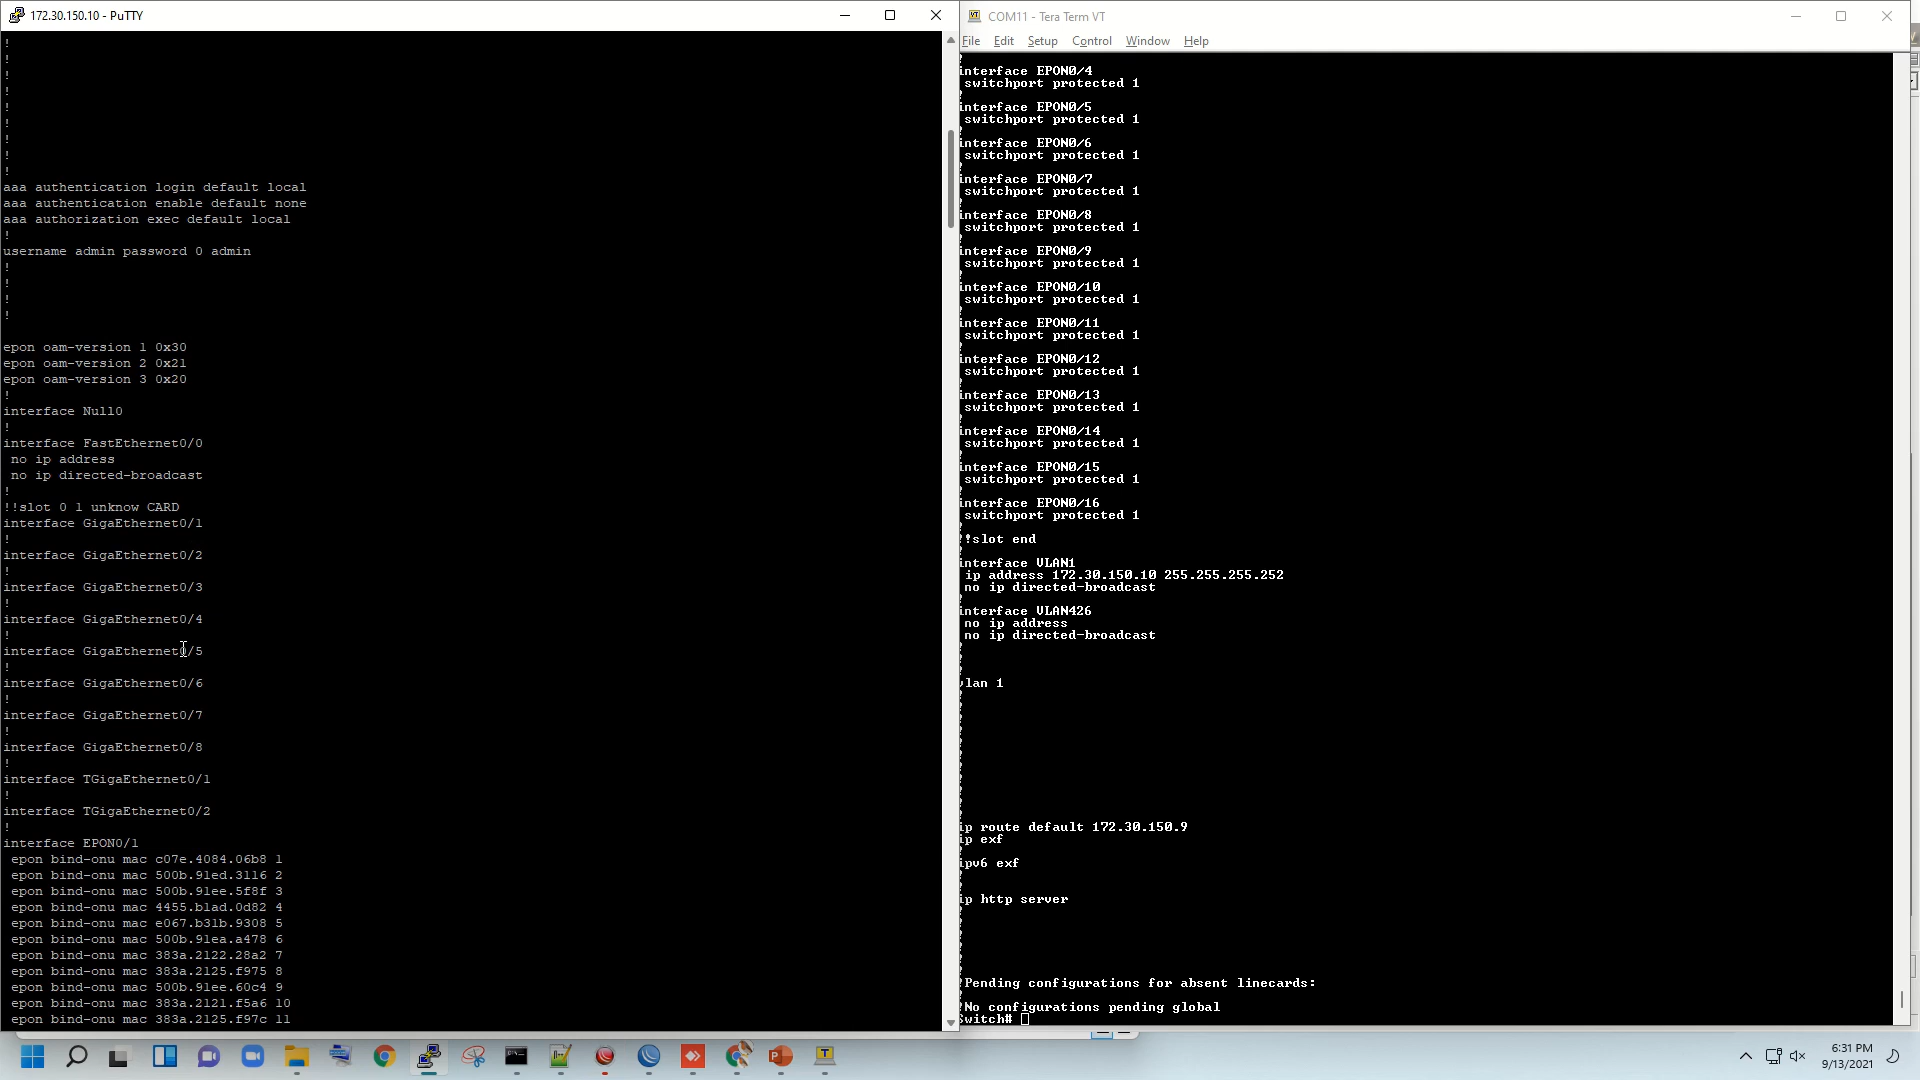 172.30.150.10 - PuTTY
!
!
!
!
!
!
!
!
!
aaa authentication login default local
aaa authentication enable default none
aaa authorization exec default local
!
username admin password 0 admin
!
!
!
!
epon oam-version 1 0x30
epon oam-version 2 0x21
epon oam-version 3 0x20
!
interface Null0
!
interface FastEthernet0/0
no ip address
no ip directed-broadcast
!
!!slot 0 1 unknow CARD
interface GigaEthernet0/1
!
interface GigaEthernet0/2
!
interface GigaEthernet0/3
!
interface GigaEthernet0/4
!
interface GigaEthernet0/5
!
interface GigaEthernet0/6
!
interface GigaEthernet0/7
!
interface GigaEthernet0/8
!
interface TGigaEthernet0/1
!
interface TGigaEthernet0/2
!
interface EPON0/1
epon bind-onu mac c07e.4084.06b8 1
epon bind-onu mac 500b.91ed.3116 2
epon bind-onu mac 500b.91ee.5f8f 3
epon bind-onu mac 4455.b1ad.0d82 4
epon bind-onu mac e067.b31b.9308 5
epon bind-onu mac 500b.91ea.a478 6
epon bind-onu mac 383a.2122.28a2 7
epon bind-onu mac 383a.2125.f975 8
epon bind-onu mac 500b.91ee.60c4 9
epon bind-onu mac 383a.2121.f5a6 10
epon bind-onu mac 383a.2125.f97c 11
COM11 - Tera Term VT
File Edit Setup Control Window Help
interface EPON0/4
switchport protected 1
interface EPON0/5
switchport protected 1
interface EPON0/6
switchport protected 1
interface EPON0/7
switchport protected 1
interface EPON0/8
switchport protected 1
interface EPON0/9
switchport protected 1
interface EPON0/10
switchport protected 1
interface EPON0/11
switchport protected 1
interface EPON0/12
switchport protected 1
interface EPON0/13
switchport protected 1
interface EPON0/14
switchport protected 1
interface EPON0/15
switchport protected 1
interface EPON0/16
switchport protected 1
!!slot end
interface VLAN1
ip address 172.30.150.10 255.255.255.252
no ip directed-broadcast
interface VLAN426
no ip address
no ip directed-broadcast
vlan 1
ip route default 172.30.150.9
ip exf
ipv6 exf
ip http server
!Pending configurations for absent linecards:
!No configurations pending global
Switch#
6:31 PM
9/13/2021